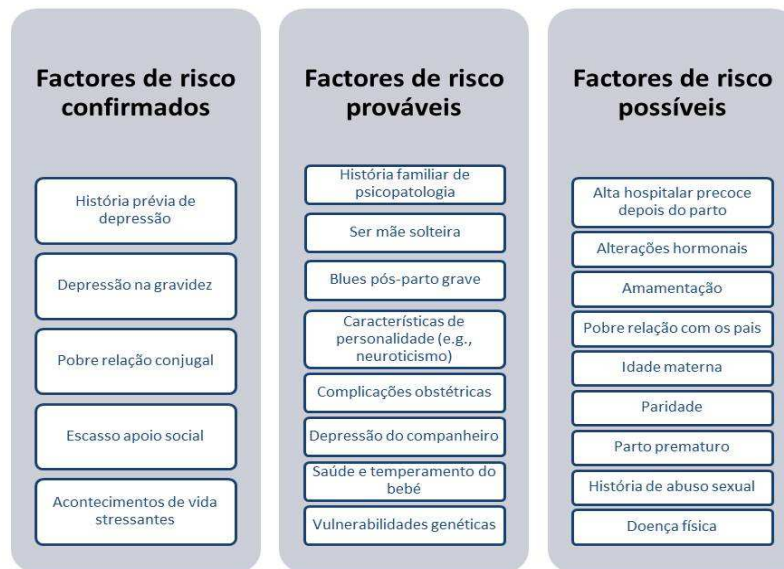 Factores de risco
confirmados
História prévia de
depressão
Depressão na gravidez
Pobre relação conjugal
Escasso apoio social
Acontecimentos de vida
stressantes
Factores de risco
prováveis
História familiar de
psicopatologia
Ser mãe solteira
Blues pós-parto grave
Características de
personalidade (e.g.,
neuroticismo)
Complicações obstétricas
Depressão do companheiro
Saúde e temperamento do
bebé
Vulnerabilidades genéticas
Factores de risco
possíveis
Alta hospitalar precoce
depois do parto
Alterações hormonais
Amamentação
Pobre relação com os pais
Idade materna
Paridade
Parto prematuro
História de abuso sexual
Doença física